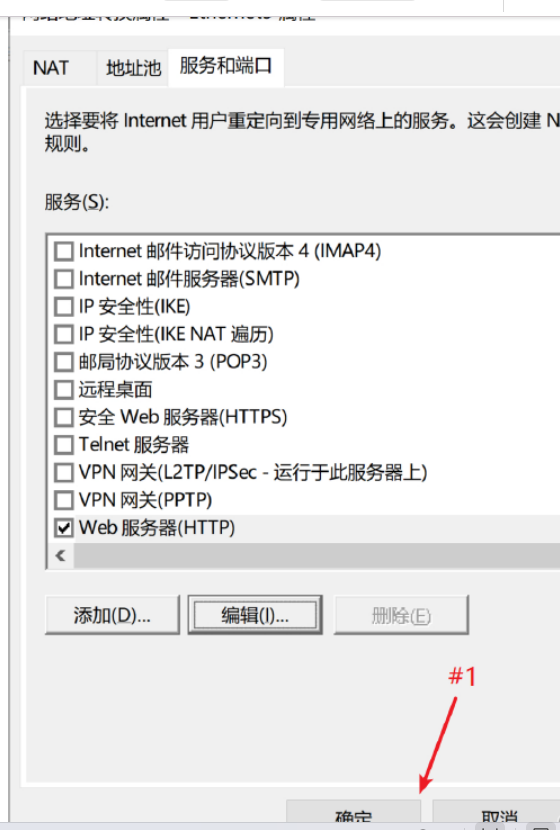 NAT 地址池 服务和端口
选择要将 Internet 用户重定向到专用网络上的服务。这会创建 N
规则。
服务(S):
Internet 邮件访问协议版本 4 (IMAP4)
Internet 邮件服务器(SMTP)
IP 安全性(IKE)
IP 安全性(IKE NAT 遍历)
邮局协议版本 3 (POP3)
远程桌面
安全 Web 服务器(HTTPS)
Telnet 服务器
VPN 网关(L2TP/IPSec - 运行于此服务器上)
VPN 网关(PPTP)
Web 服务器(HTTP)
添加(D)... 编辑(I)... 删除(E)
#1
确定 取消